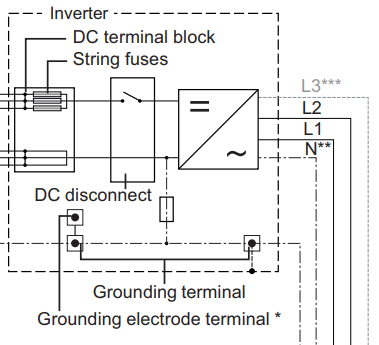 Inverter
DC terminal block
String fuses
L3***
L2
L1
N**
DC disconnect
Grounding terminal
Grounding electrode terminal *